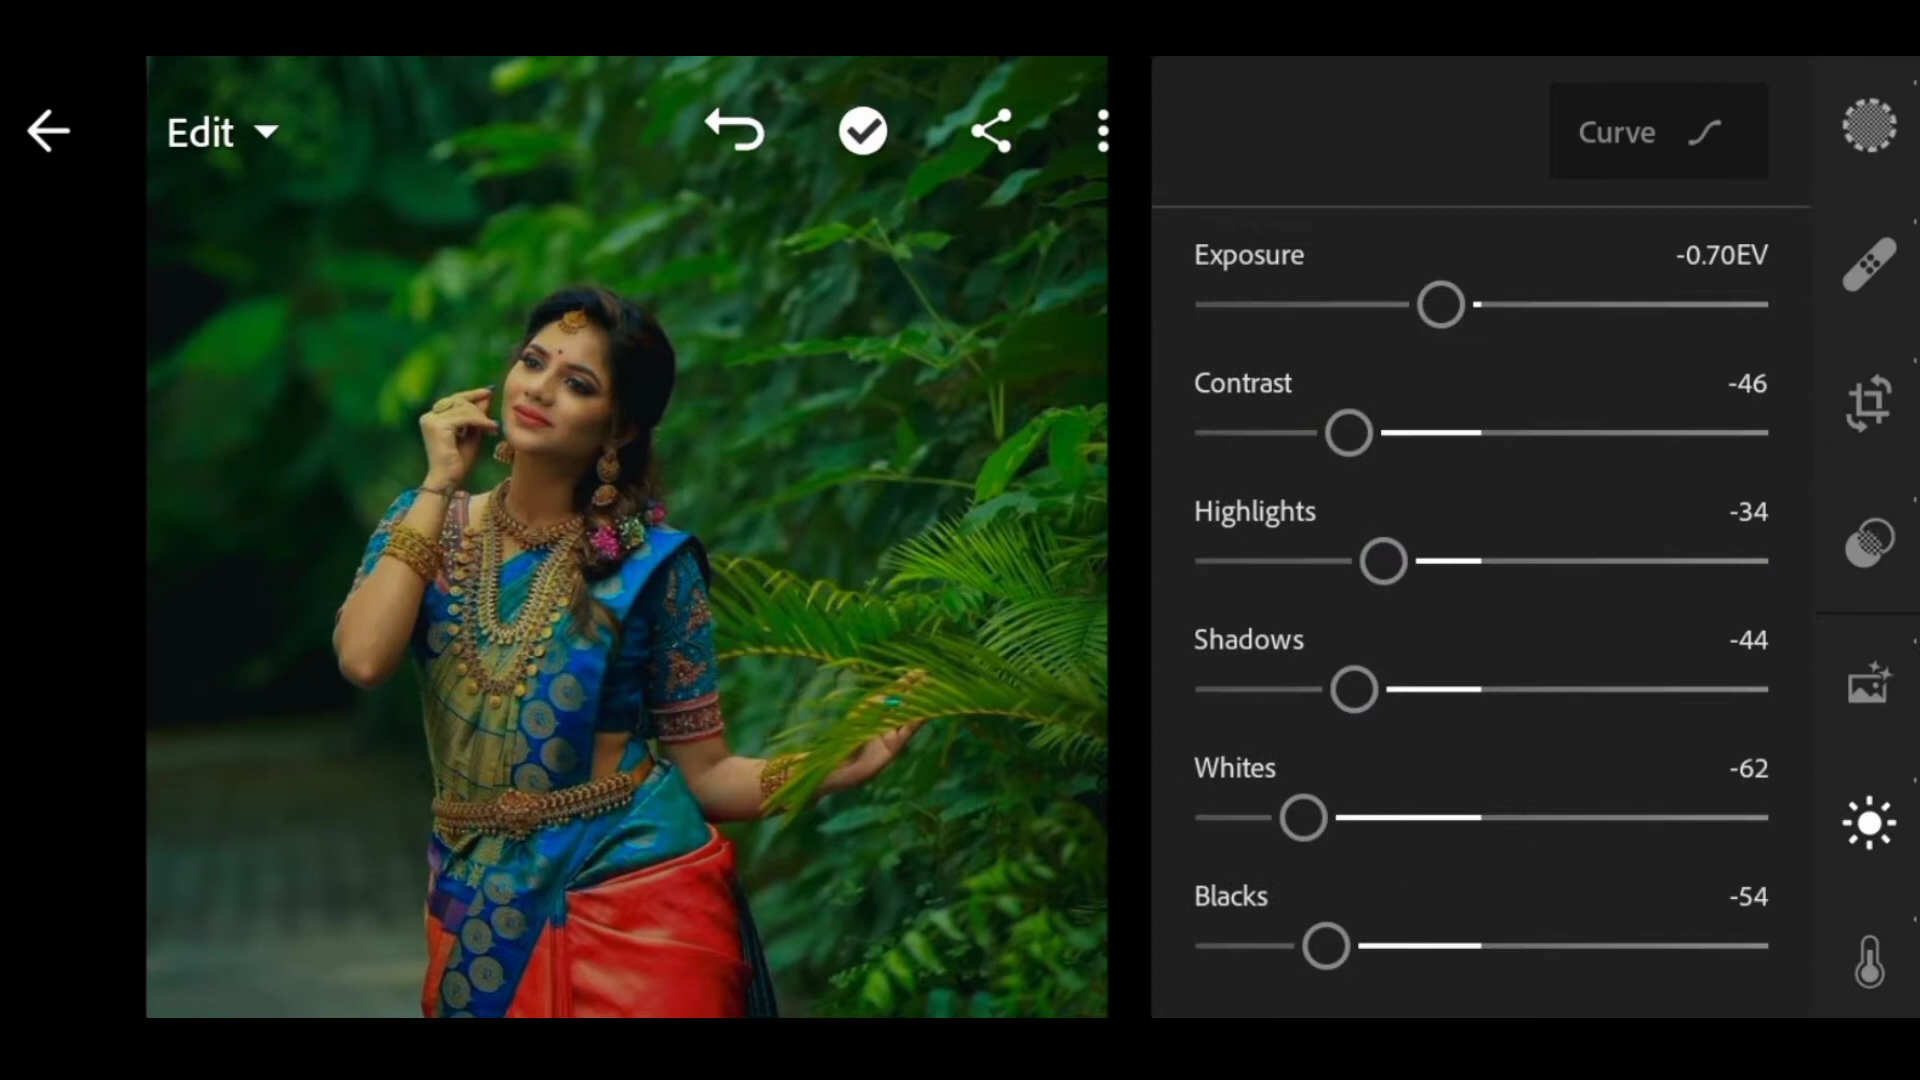 Edit
Curve
Exposure -0.70EV
Contrast -46
Highlights -34
Shadows -44
Whites -62
Blacks -54